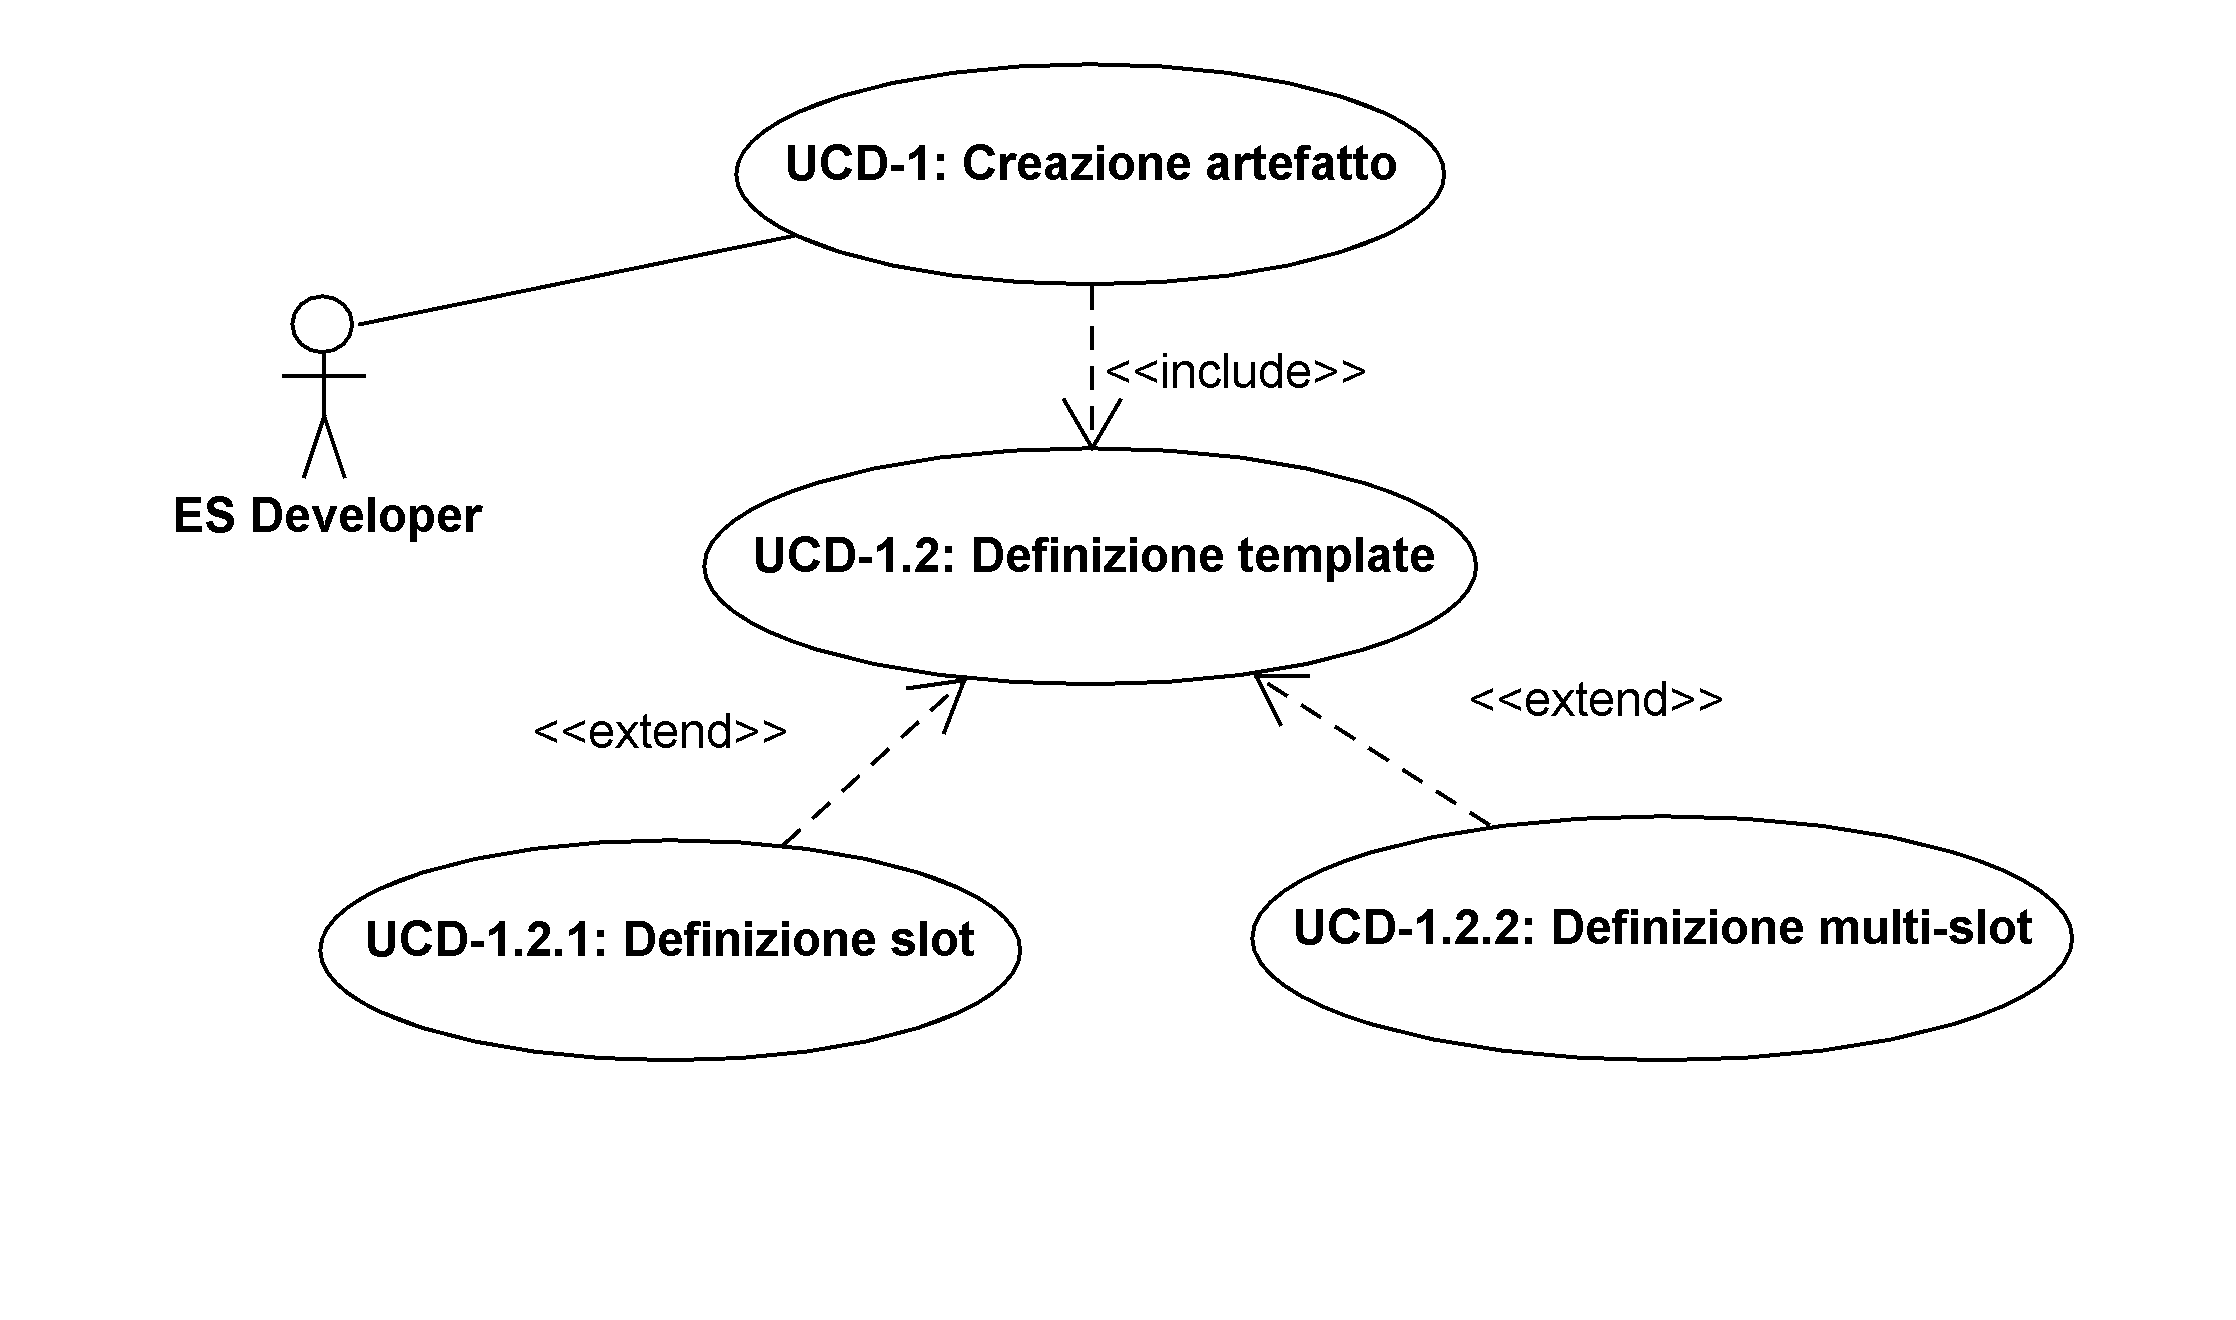 UCD-1: Creazione artefatto
<<include>>
ES Developer
UCD-1.2: Definizione template
<<extend>>
<<extend>>
UCD-1.2.1: Definizione slot
UCD-1.2.2: Definizione multi-slot